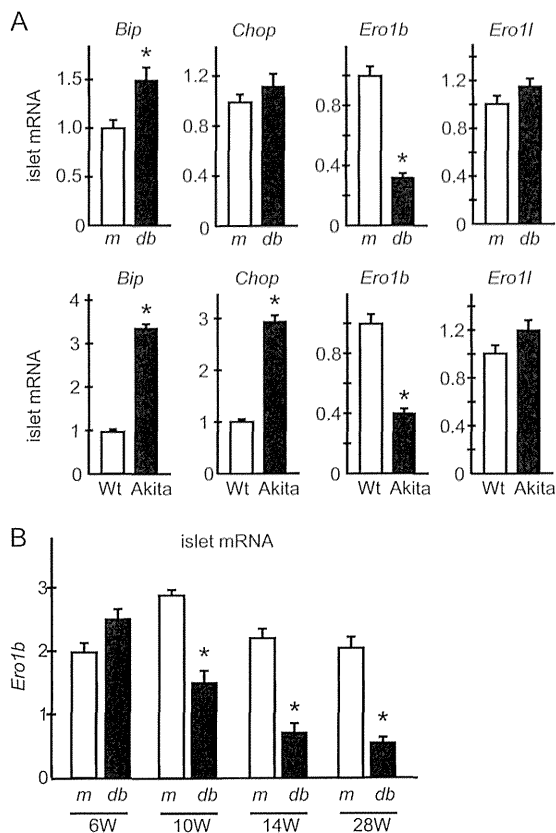 A
Bip
Chop
Ero1b
Ero1l
islet mRNA
1.5
1.0
0.5
0
*
m db
1.2
0.8
0.4
0
m db
0.8
0.4
0
*
m db
1.2
0.8
0.4
0
m db
Bip
Chop
Ero1b
Ero1l
islet mRNA
4
3
2
1
0
*
Wt Akita
3
2
1
0
*
Wt Akita
0.8
0.4
0
*
Wt Akita
1.2
0.8
0.4
0
Wt Akita
B
islet mRNA
Ero1b
3
2
1
0
* * *
m db m db m db m db
6W 10W 14W 28W